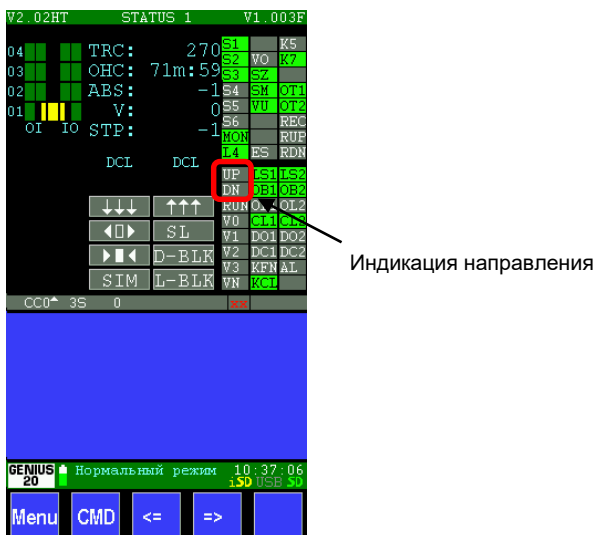 V2.02HT STATUS 1 V1.003F
04 TRC: 270 S1 K5
S2 VO K7
03 OHC: 71m:59 S3 SZ
02 ABS: -1 S4 SM OT1
01 V: 0 S5 VU OT2
OI IO STP: -1 S6 REC
MON RUP
L4 ES RDN
DCL DCL
UP LS1 LS2
DN OB1 OB2
↓↓↓ ↑↑↑ RUN OL2
V0 CL1
SL V1 DO1 DO2
D-BLK V2 DC1 DC2
V3 KFN AL
SIM L-BLK VN KCL
CC0 3S 0 xx
Индикация направления
GENIUS 20 Нормальный режим 10:37:06
iSD USB SD
Menu CMD <= =>